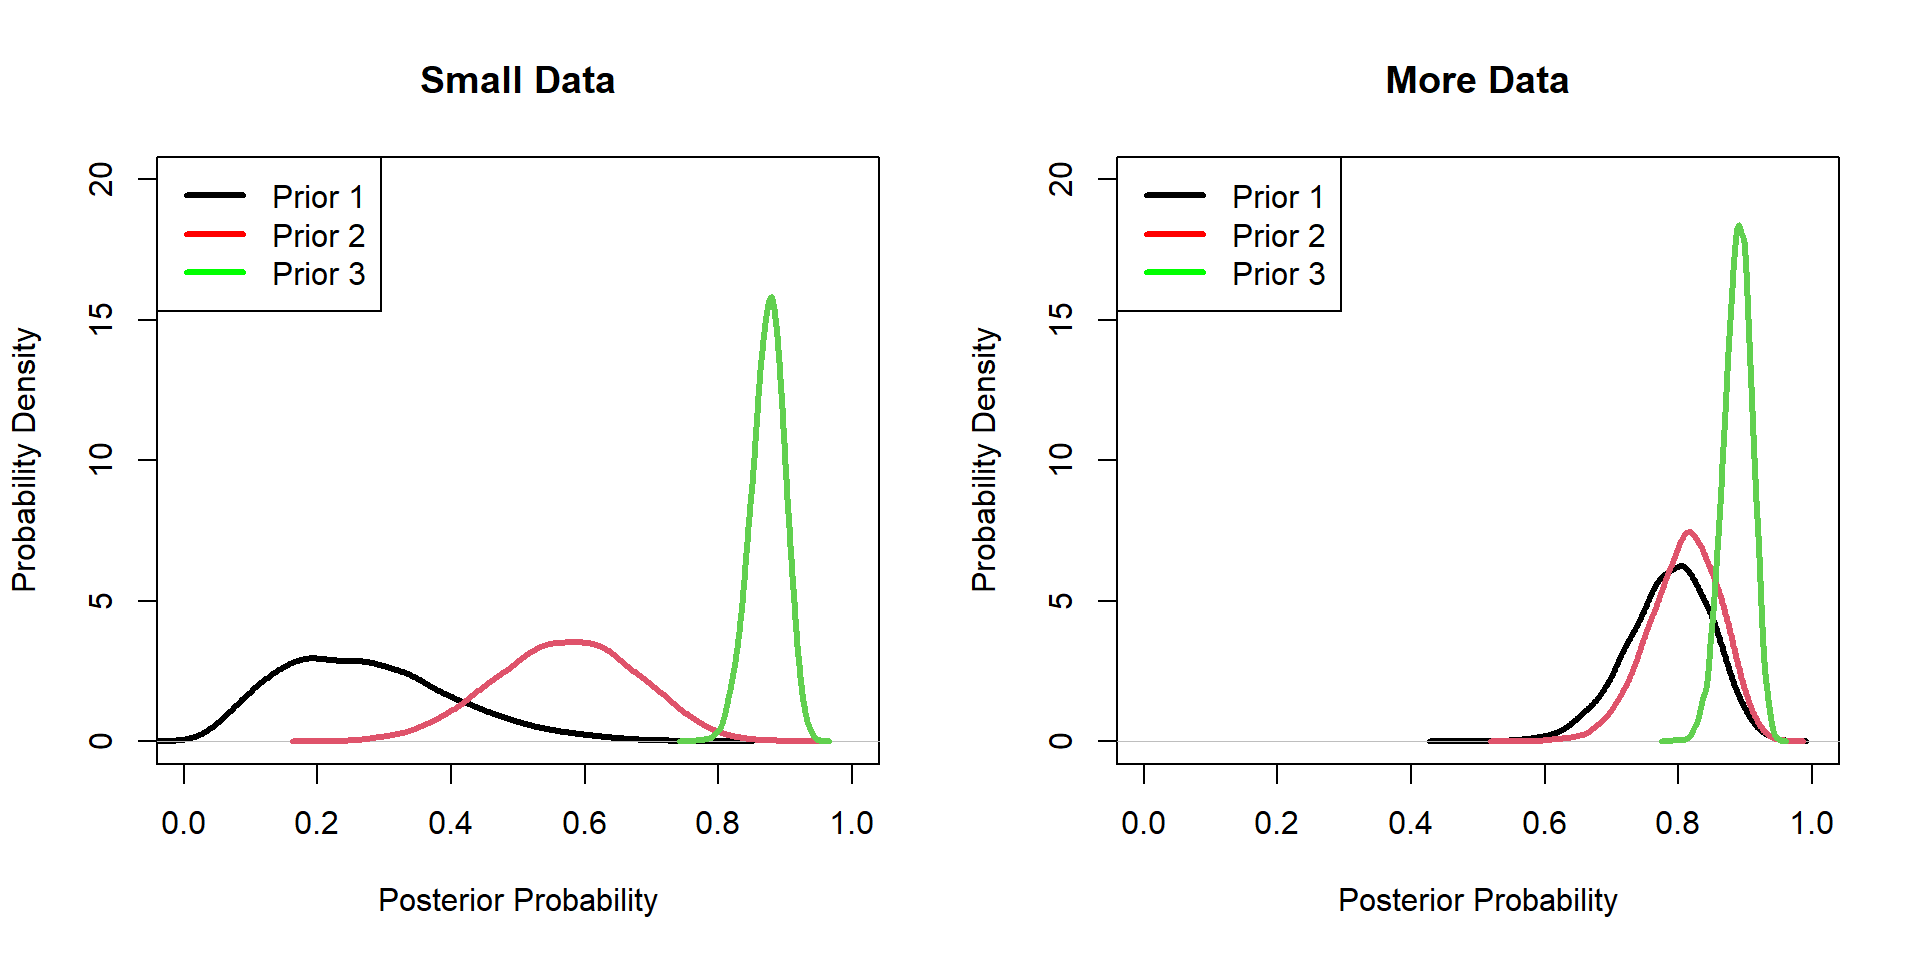 Small Data
Prior 1
Prior 2
Prior 3
Probability Density
20
15
10
5
0
0.0 0.2 0.4 0.6 0.8 1.0
Posterior Probability
More Data
Prior 1
Prior 2
Prior 3
Probability Density
20
15
10
5
0
0.0 0.2 0.4 0.6 0.8 1.0
Posterior Probability